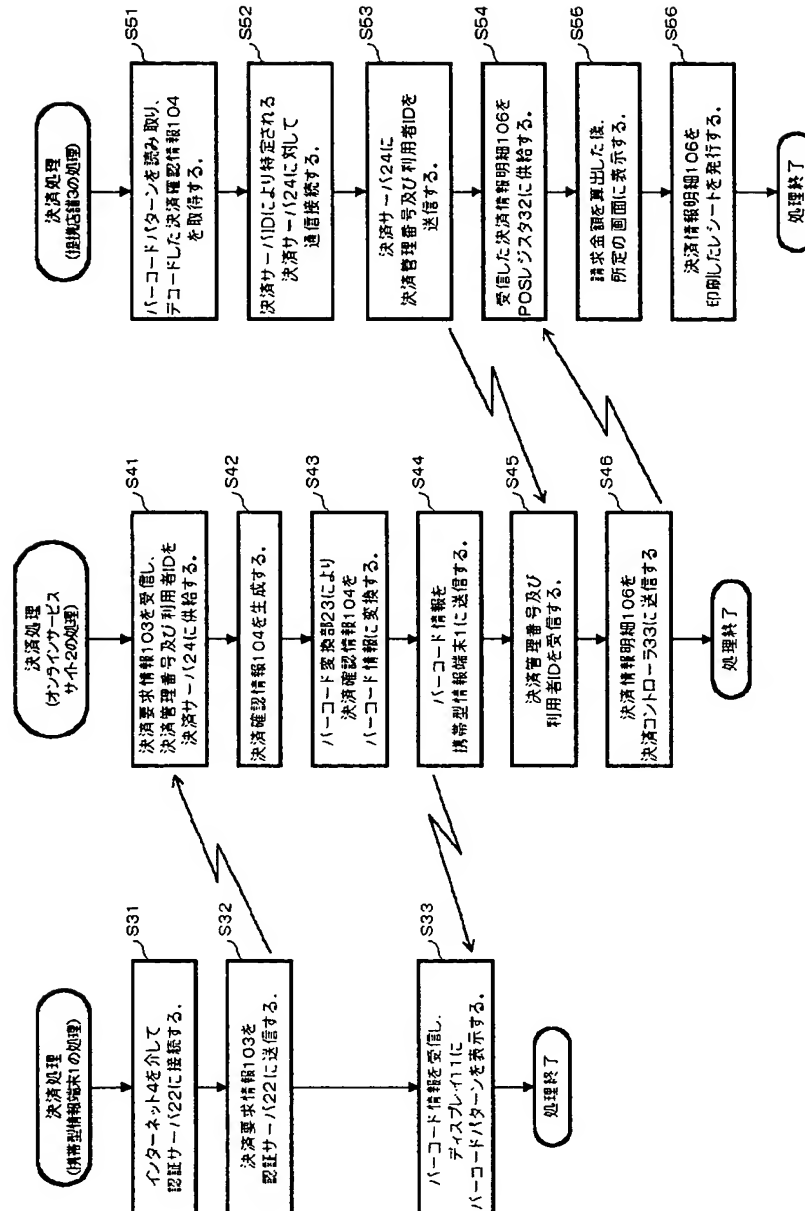 決済処理
(携帯型情報端末1の処理)
S31
インターネット4を介して
認証サーバ22に接続する。
S32
決済要求情報103を
認証サーバ22に送信する。
S33
バーコード情報を受信し、
ディスプレイ11に
バーコードパターンを表示する。
処理終了
決済処理
(オンラインサービス
サイト2の処理)
S41
決済要求情報103を受信し、
決済管理番号及び利用者IDを
決済サーバ24に供給する。
S42
決済確認情報104を生成する。
S43
バーコード変換部23により
決済確認情報104を
バーコード情報に変換する。
S44
バーコード情報を
携帯型情報端末1に送信する。
S45
決済管理番号及び
利用者IDを受信する。
S46
決済情報明細106を
決済コントローラ33に送信する
処理終了
決済処理
(提携店舗3の処理)
S51
バーコードパターンを読み取り、
デコードした決済確認情報104
を取得する。
S52
決済サーバIDにより特定される
決済サーバ24に対して
通信接続する。
S53
決済サーバ24に
決済管理番号及び利用者IDを
送信する。
S54
受信した決済情報明細106を
POSレジスタ32に供給する。
S55
請求金額を算出した後、
所定の画面に表示する。
S56
決済情報明細106を
印刷したレシートを発行する。
処理終了